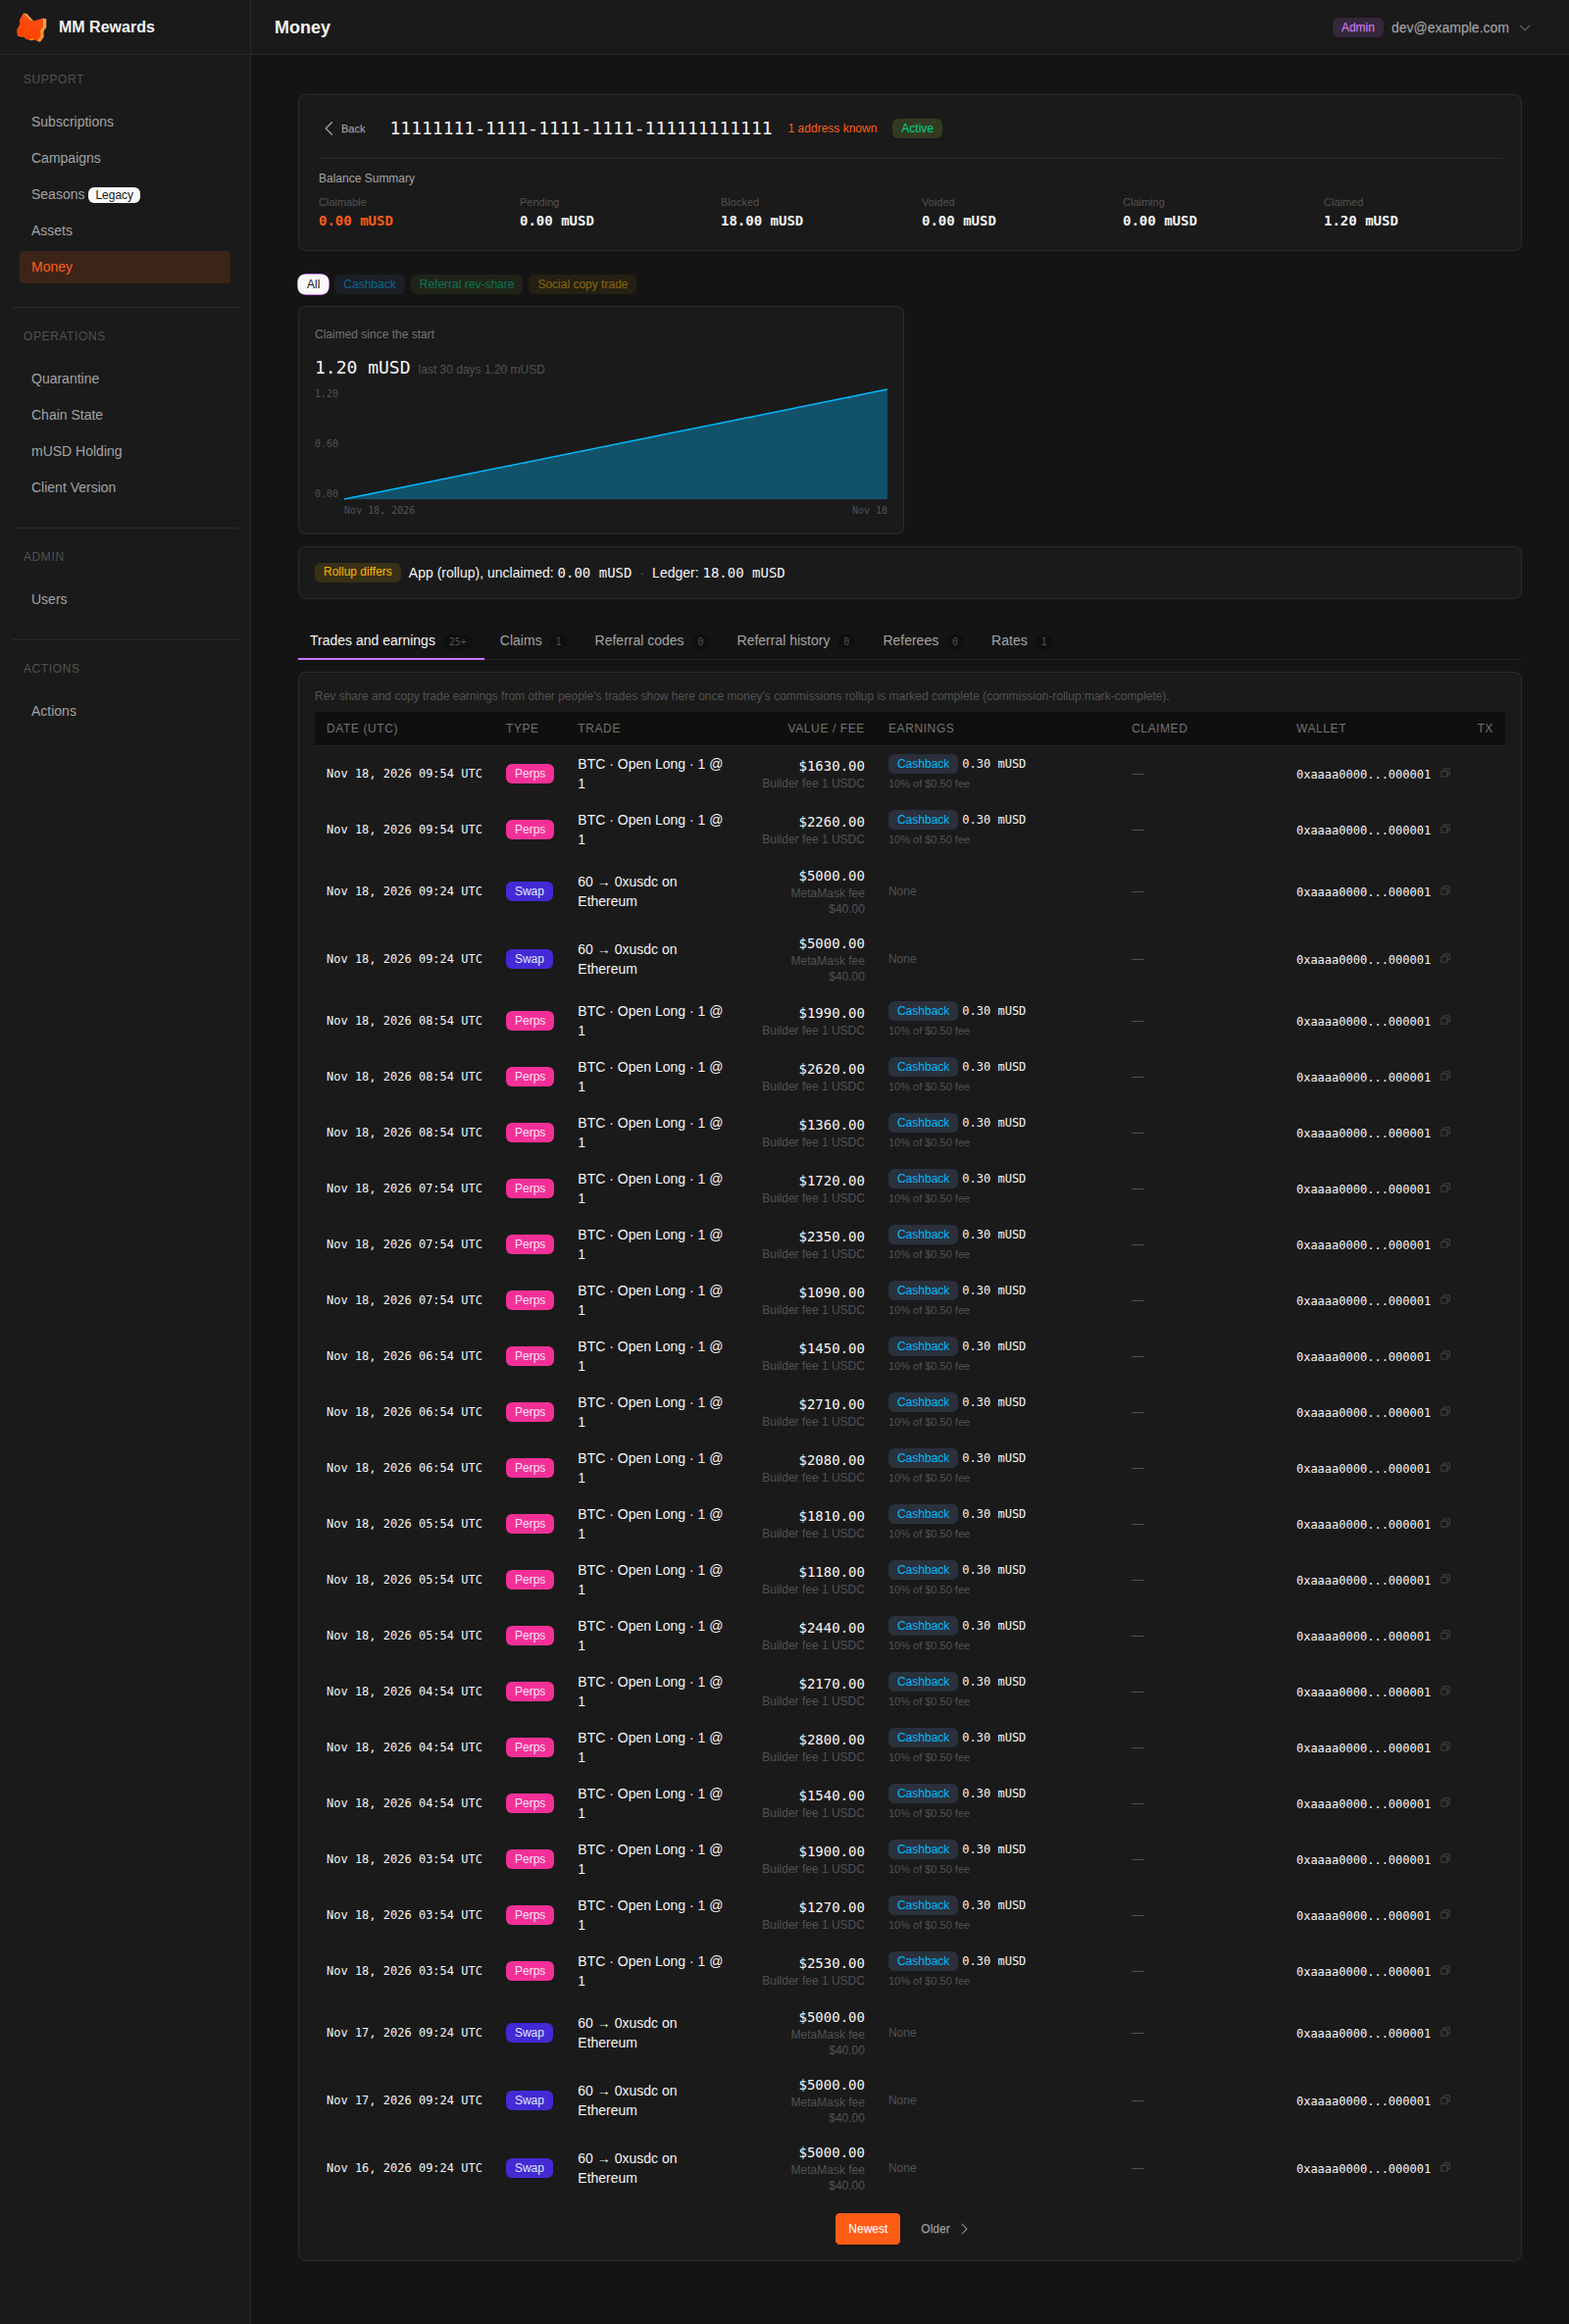 MM Rewards
Money
Admin dev@example.com
SUPPORT
Subscriptions
Campaigns
Seasons Legacy
Assets
Money
OPERATIONS
Quarantine
Chain State
mUSD Holding
Client Version
ADMIN
Users
ACTIONS
Actions
Back 11111111-1111-1111-1111-111111111111 1 address known Active
Balance Summary
Claimable Pending Blocked Voided Claiming Claimed
0.00 mUSD 0.00 mUSD 18.00 mUSD 0.00 mUSD 0.00 mUSD 1.20 mUSD
All Cashback Referral rev-share Social copy trade
Claimed since the start
1.20 mUSD last 30 days 1.20 mUSD
1.20
0.60
0.00
Nov 18, 2026 Nov 18
Rollup differs App (rollup), unclaimed: 0.00 mUSD · Ledger: 18.00 mUSD
Trades and earnings 25+ Claims 1 Referral codes 0 Referral history 0 Referees 0 Rates 1
Rev share and copy trade earnings from other people's trades show here once money's commissions rollup is marked complete (commission-rollup:mark-complete).
DATE (UTC) TYPE TRADE VALUE / FEE EARNINGS CLAIMED WALLET TX
Nov 18, 2026 09:54 UTC Perps BTC · Open Long · 1 @ 1 $1630.00 Builder fee 1 USDC Cashback 0.30 mUSD 10% of $0.50 fee — 0xaaaa0000...000001
Nov 18, 2026 09:54 UTC Perps BTC · Open Long · 1 @ 1 $2260.00 Builder fee 1 USDC Cashback 0.30 mUSD 10% of $0.50 fee — 0xaaaa0000...000001
Nov 18, 2026 09:24 UTC Swap 60 → 0xusdc on Ethereum $5000.00 MetaMask fee $40.00 None — 0xaaaa0000...000001
Nov 18, 2026 09:24 UTC Swap 60 → 0xusdc on Ethereum $5000.00 MetaMask fee $40.00 None — 0xaaaa0000...000001
Nov 18, 2026 08:54 UTC Perps BTC · Open Long · 1 @ 1 $1990.00 Builder fee 1 USDC Cashback 0.30 mUSD 10% of $0.50 fee — 0xaaaa0000...000001
Nov 18, 2026 08:54 UTC Perps BTC · Open Long · 1 @ 1 $2620.00 Builder fee 1 USDC Cashback 0.30 mUSD 10% of $0.50 fee — 0xaaaa0000...000001
Nov 18, 2026 08:54 UTC Perps BTC · Open Long · 1 @ 1 $1360.00 Builder fee 1 USDC Cashback 0.30 mUSD 10% of $0.50 fee — 0xaaaa0000...000001
Nov 18, 2026 07:54 UTC Perps BTC · Open Long · 1 @ 1 $1720.00 Builder fee 1 USDC Cashback 0.30 mUSD 10% of $0.50 fee — 0xaaaa0000...000001
Nov 18, 2026 07:54 UTC Perps BTC · Open Long · 1 @ 1 $2350.00 Builder fee 1 USDC Cashback 0.30 mUSD 10% of $0.50 fee — 0xaaaa0000...000001
Nov 18, 2026 07:54 UTC Perps BTC · Open Long · 1 @ 1 $1090.00 Builder fee 1 USDC Cashback 0.30 mUSD 10% of $0.50 fee — 0xaaaa0000...000001
Nov 18, 2026 06:54 UTC Perps BTC · Open Long · 1 @ 1 $1450.00 Builder fee 1 USDC Cashback 0.30 mUSD 10% of $0.50 fee — 0xaaaa0000...000001
Nov 18, 2026 06:54 UTC Perps BTC · Open Long · 1 @ 1 $2710.00 Builder fee 1 USDC Cashback 0.30 mUSD 10% of $0.50 fee — 0xaaaa0000...000001
Nov 18, 2026 06:54 UTC Perps BTC · Open Long · 1 @ 1 $2080.00 Builder fee 1 USDC Cashback 0.30 mUSD 10% of $0.50 fee — 0xaaaa0000...000001
Nov 18, 2026 05:54 UTC Perps BTC · Open Long · 1 @ 1 $1810.00 Builder fee 1 USDC Cashback 0.30 mUSD 10% of $0.50 fee — 0xaaaa0000...000001
Nov 18, 2026 05:54 UTC Perps BTC · Open Long · 1 @ 1 $1180.00 Builder fee 1 USDC Cashback 0.30 mUSD 10% of $0.50 fee — 0xaaaa0000...000001
Nov 18, 2026 05:54 UTC Perps BTC · Open Long · 1 @ 1 $2440.00 Builder fee 1 USDC Cashback 0.30 mUSD 10% of $0.50 fee — 0xaaaa0000...000001
Nov 18, 2026 04:54 UTC Perps BTC · Open Long · 1 @ 1 $2170.00 Builder fee 1 USDC Cashback 0.30 mUSD 10% of $0.50 fee — 0xaaaa0000...000001
Nov 18, 2026 04:54 UTC Perps BTC · Open Long · 1 @ 1 $2800.00 Builder fee 1 USDC Cashback 0.30 mUSD 10% of $0.50 fee — 0xaaaa0000...000001
Nov 18, 2026 04:54 UTC Perps BTC · Open Long · 1 @ 1 $1540.00 Builder fee 1 USDC Cashback 0.30 mUSD 10% of $0.50 fee — 0xaaaa0000...000001
Nov 18, 2026 03:54 UTC Perps BTC · Open Long · 1 @ 1 $1900.00 Builder fee 1 USDC Cashback 0.30 mUSD 10% of $0.50 fee — 0xaaaa0000...000001
Nov 18, 2026 03:54 UTC Perps BTC · Open Long · 1 @ 1 $1270.00 Builder fee 1 USDC Cashback 0.30 mUSD 10% of $0.50 fee — 0xaaaa0000...000001
Nov 18, 2026 03:54 UTC Perps BTC · Open Long · 1 @ 1 $2530.00 Builder fee 1 USDC Cashback 0.30 mUSD 10% of $0.50 fee — 0xaaaa0000...000001
Nov 17, 2026 09:24 UTC Swap 60 → 0xusdc on Ethereum $5000.00 MetaMask fee $40.00 None — 0xaaaa0000...000001
Nov 17, 2026 09:24 UTC Swap 60 → 0xusdc on Ethereum $5000.00 MetaMask fee $40.00 None — 0xaaaa0000...000001
Nov 16, 2026 09:24 UTC Swap 60 → 0xusdc on Ethereum $5000.00 MetaMask fee $40.00 None — 0xaaaa0000...000001
Newest Older